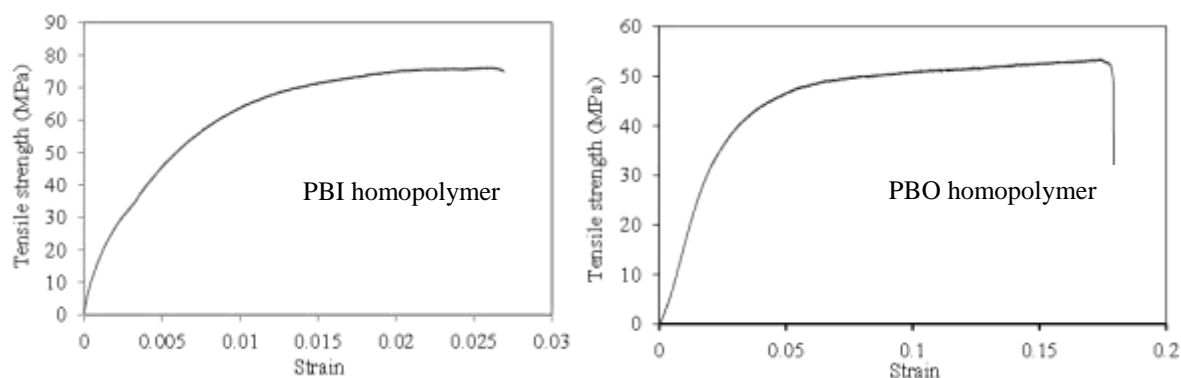 90
80
70
60
50
40
30
20
10
0
Tensile strength (MPa)
PBI homopolymer
0 0.005 0.01 0.015 0.02 0.025 0.03
Strain
60
50
40
30
20
10
0
Tensile strength (MPa)
PBO homopolymer
0 0.05 0.1 0.15 0.2
Strain